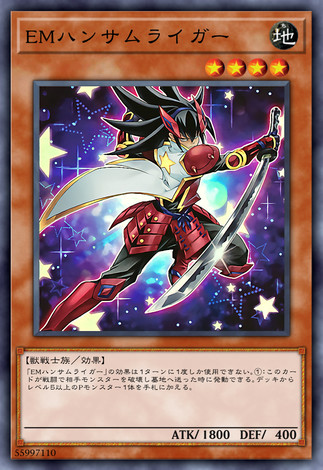 EMハンサムライガー
地
【獣戦士族／効果】
「EMハンサムライガー」の効果は1ターンに1度しか使用できない。①：このカー
ドが戦闘で相手モンスターを破壊し墓地へ送った時に発動できる。デッキから
レベル5以上のPモンスター1体を手札に加える。
ATK/ 1800 DEF/ 400
55997110